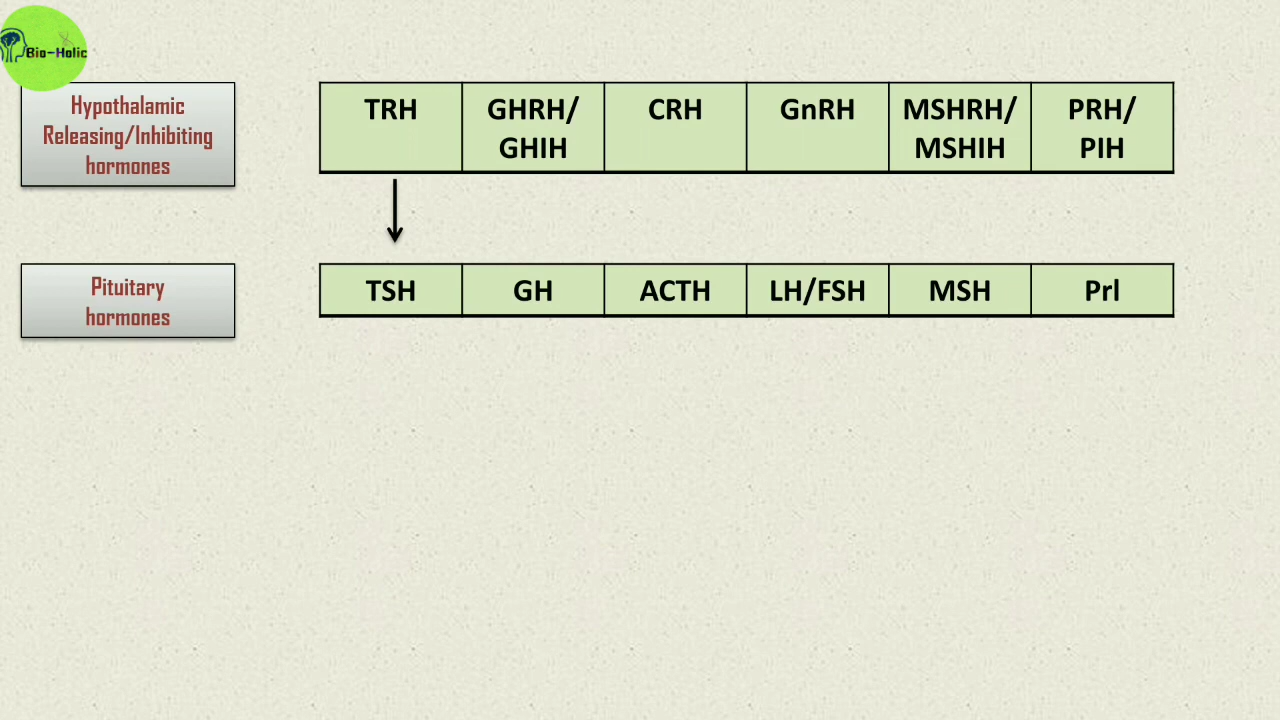 Bio-Holic
Hypothalamic
Releasing/Inhibiting
hormones
TRH
GHRH/
GHIH
CRH
GnRH
MSHRH/
MSHIH
PRH/
PIH
Pituitary
hormones
TSH
GH
ACTH
LH/FSH
MSH
Prl